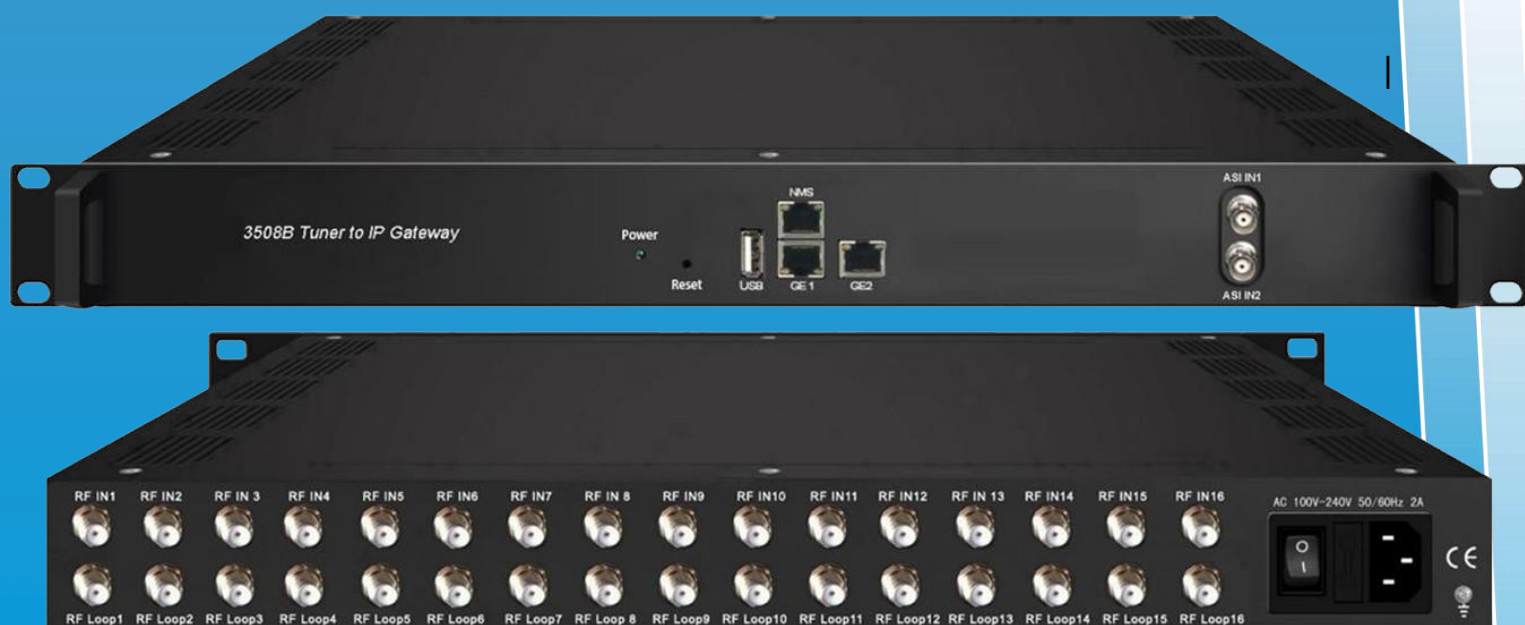 ASI IN1
NMS
3508B Tuner to IP Gateway
Power
Reset
USB GE 1 GE2
ASI IN2
RF IN1 RF IN2 RF IN 3 RF IN4 RF IN5 RF IN6 RF IN7 RF IN 8 RF IN9 RF IN10 RF IN11 RF IN12 RF IN 13 RF IN14 RF IN15 RF IN16
AC 100V-240V 50/60Hz 2A
O
I
CE
RF Loop1 RF Loop2 RF Loop3 RF Loop4 RF Loop5 RF Loop6 RF Loop7 RF Loop 8 RF Loop9 RF Loop10 RF Loop11 RF Loop12 RF Loop13 RF Loop14 RF Loop15 RF Loop16